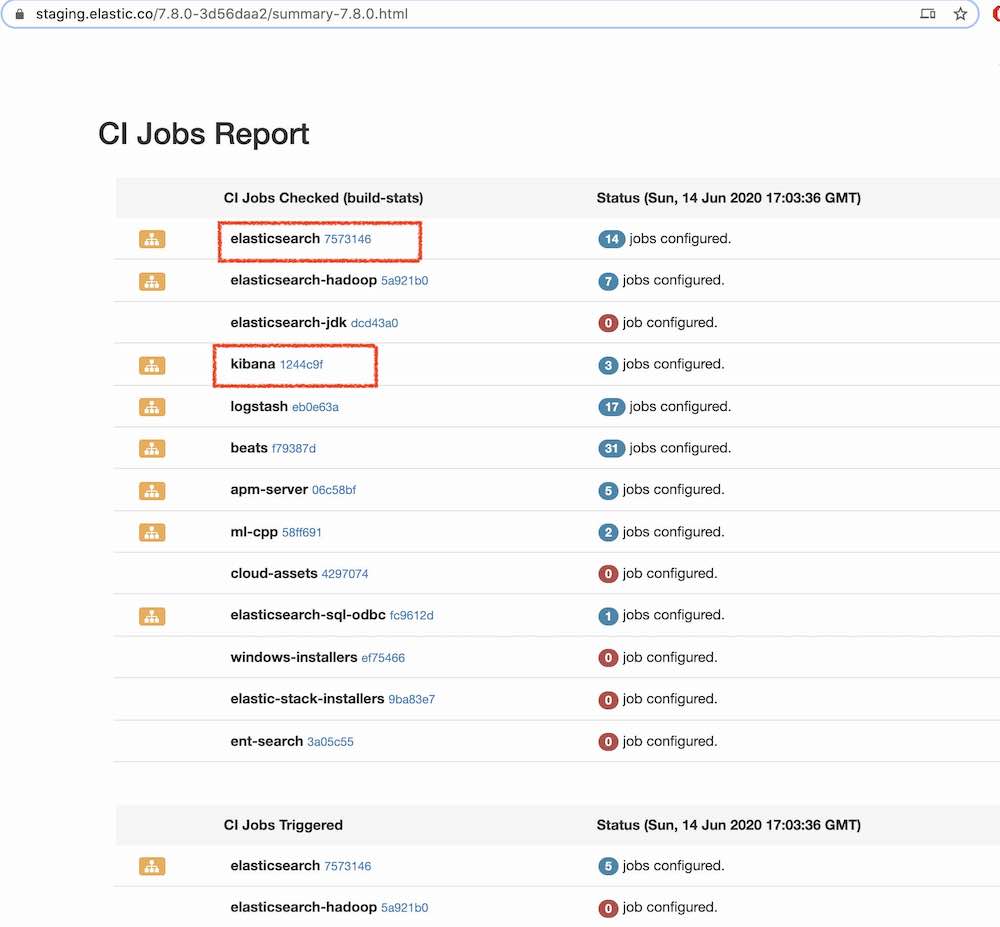 staging.elastic.co/7.8.0-3d56daa2/summary-7.8.0.html
CI Jobs Report
CI Jobs Checked (build-stats) Status (Sun, 14 Jun 2020 17:03:36 GMT)
elasticsearch 7573146 14 jobs configured.
elasticsearch-hadoop 5a921b0 7 jobs configured.
elasticsearch-jdk dcd43a0 0 job configured.
kibana 1244c9f 3 jobs configured.
logstash eb0e63a 17 jobs configured.
beats f79387d 31 jobs configured.
apm-server 06c58bf 5 jobs configured.
ml-cpp 58ff691 2 jobs configured.
cloud-assets 4297074 0 job configured.
elasticsearch-sql-odbc fc9612d 1 jobs configured.
windows-installers ef75466 0 job configured.
elastic-stack-installers 9ba83e7 0 job configured.
ent-search 3a05c55 0 job configured.
CI Jobs Triggered Status (Sun, 14 Jun 2020 17:03:36 GMT)
elasticsearch 7573146 5 jobs configured.
elasticsearch-hadoop 5a921b0 0 job configured.